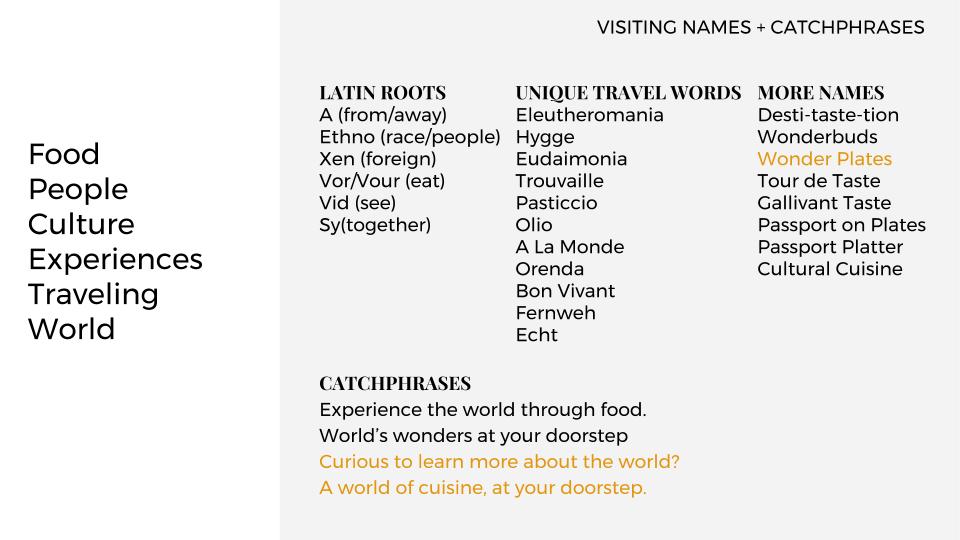 VISITING NAMES + CATCHPHRASES
Food
People
Culture
Experiences
Traveling
World
LATIN ROOTS
A (from/away)
Ethno (race/people)
Xen (foreign)
Vor/Vour (eat)
Vid (see)
Sy(together)
UNIQUE TRAVEL WORDS
Eleutheromania
Hygge
Eudaimonia
Trouvaille
Pasticcio
Olio
A La Monde
Orenda
Bon Vivant
Fernweh
Echt
MORE NAMES
Desti-taste-tion
Wonderbuds
Wonder Plates
Tour de Taste
Gallivant Taste
Passport on Plates
Passport Platter
Cultural Cuisine
CATCHPHRASES
Experience the world through food.
World’s wonders at your doorstep
Curious to learn more about the world?
A world of cuisine, at your doorstep.